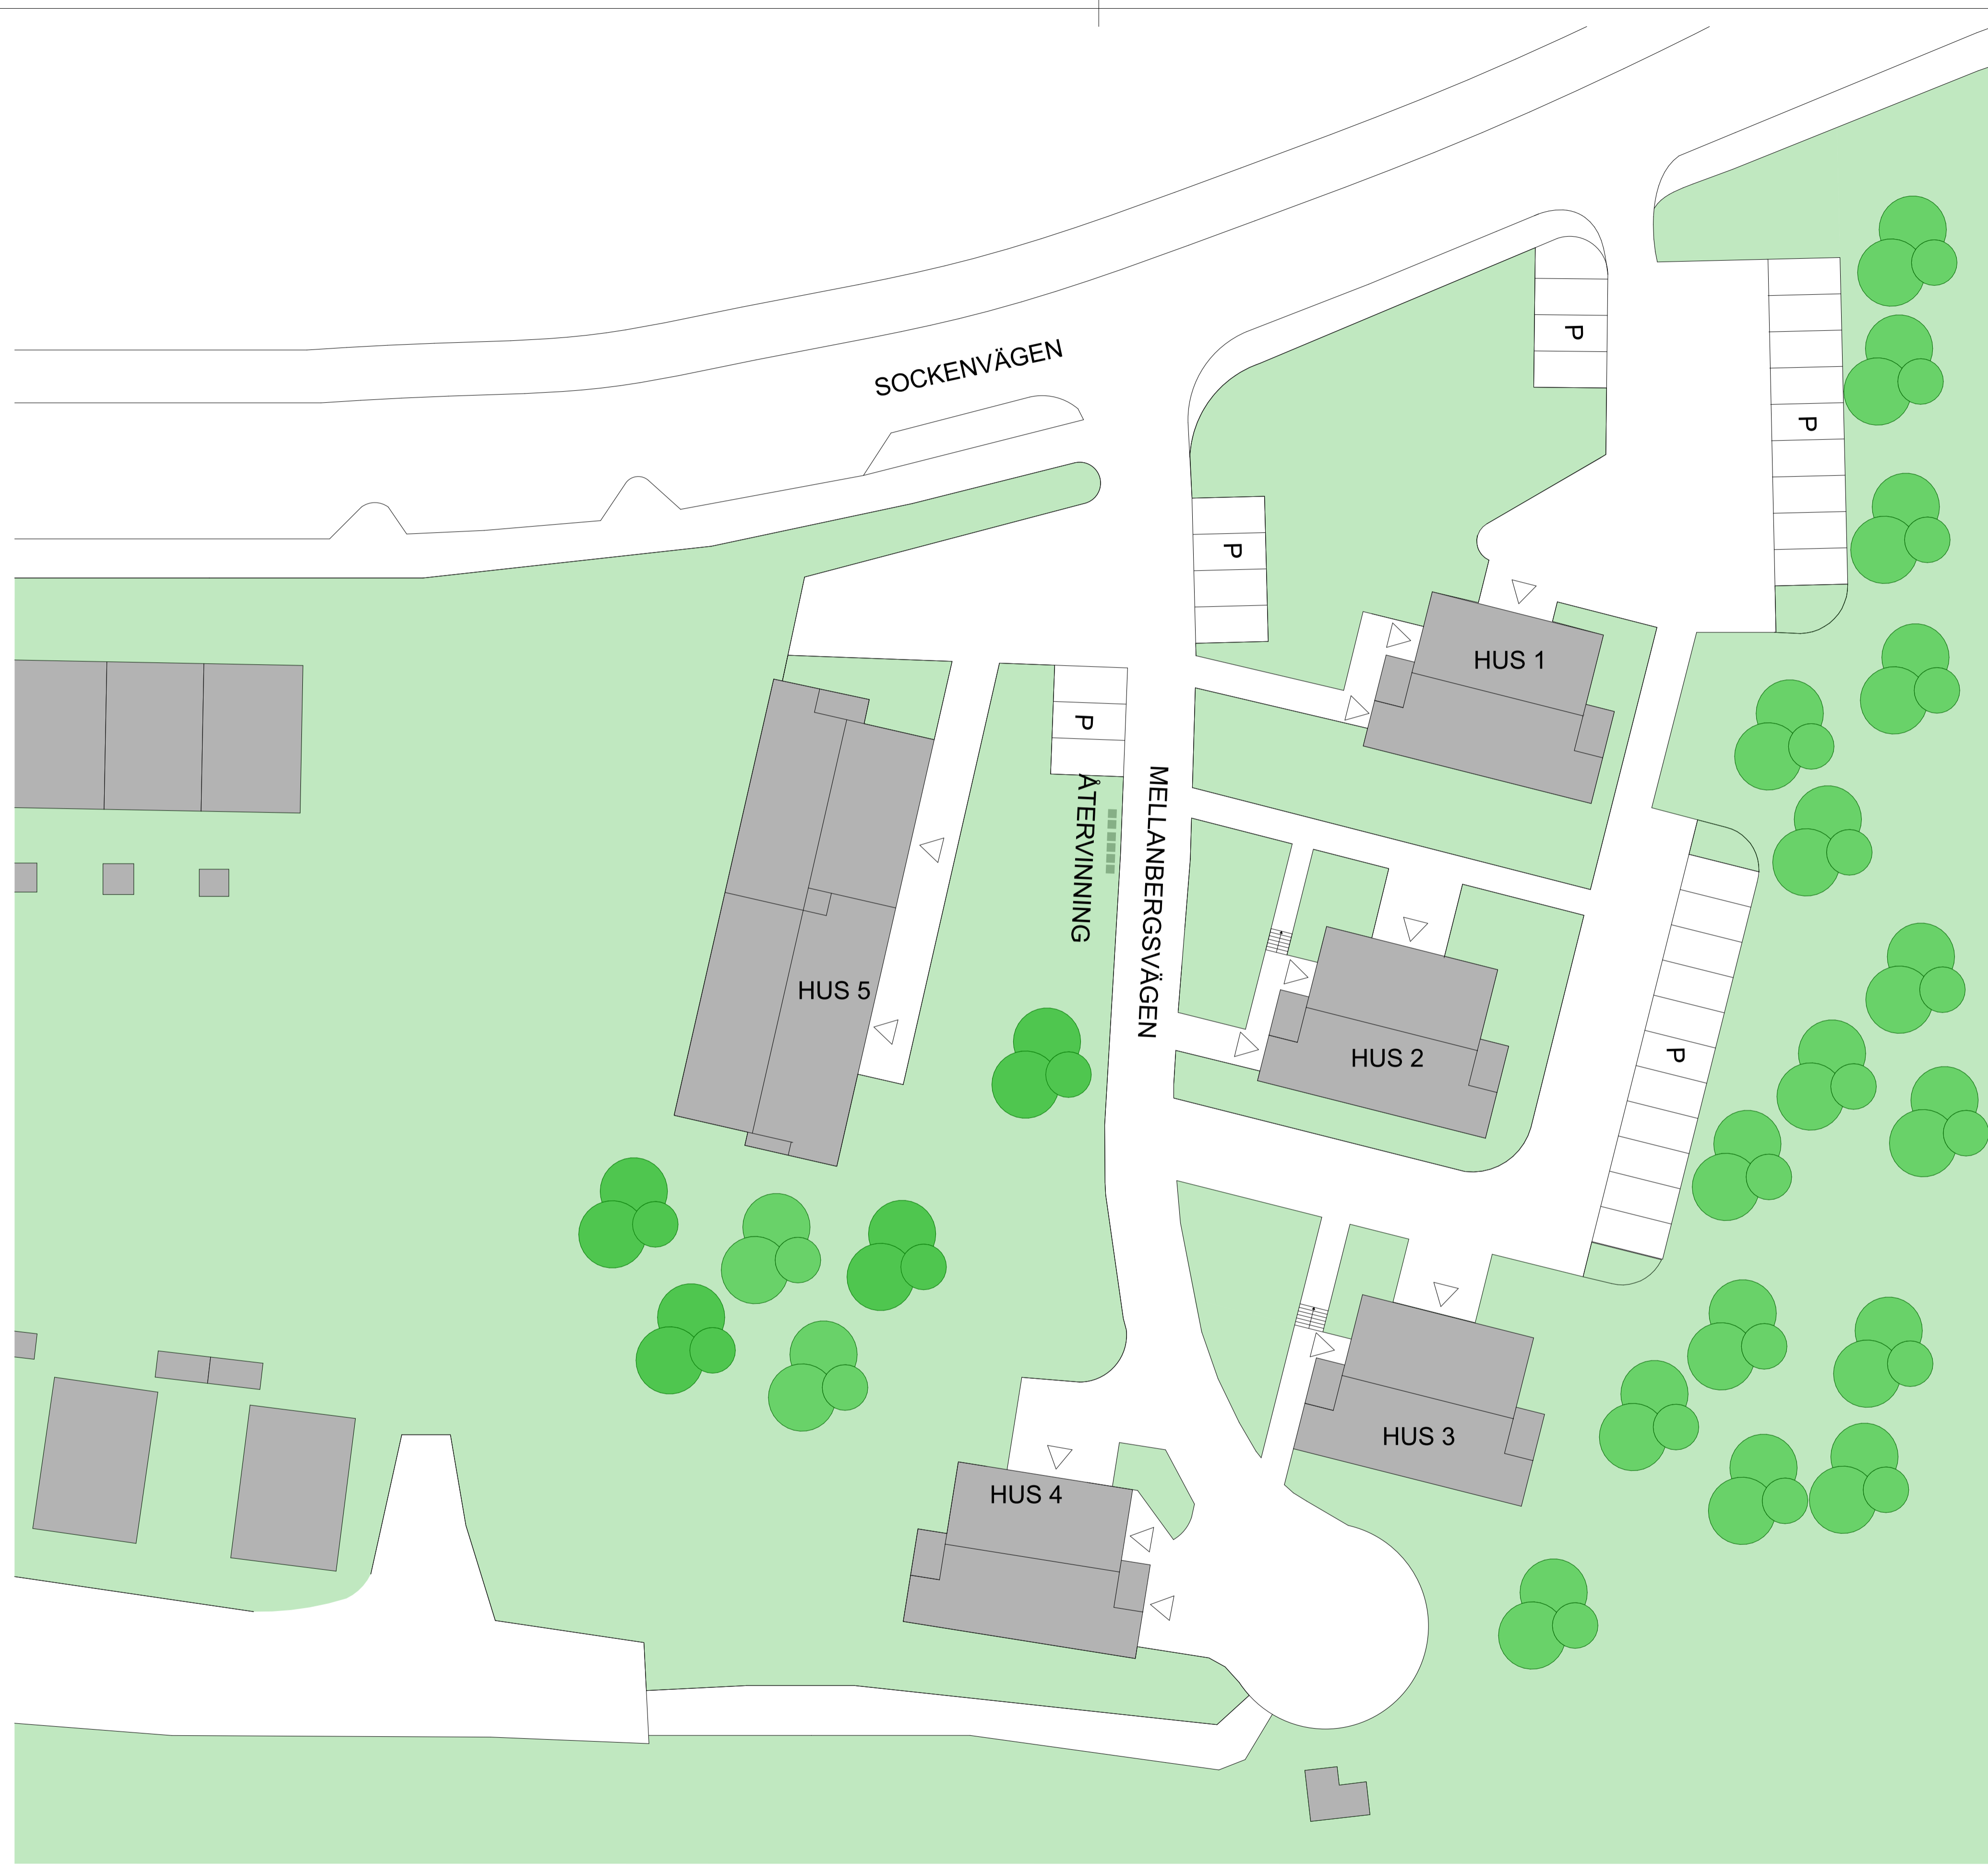 P
SOCKENVÄGEN
P
P
HUS 1
P
ÅTERVINNING
MELLANBERGSVÄGEN
HUS 5
HUS 2
P
HUS 3
HUS 4